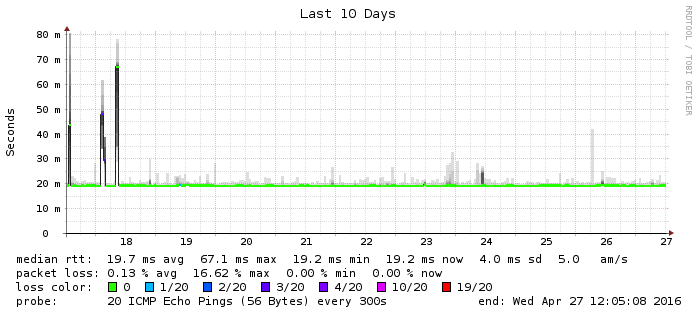 Last 10 Days
RRDTOOL / TOBI OETIKER
Seconds
80 m
70 m
60 m
50 m
40 m
30 m
20 m
10 m
0
18 19 20 21 22 23 24 25 26 27
median rtt: 19.7 ms avg 67.1 ms max 19.2 ms min 19.2 ms now 4.0 ms sd 5.0 am/s
packet loss: 0.13 % avg 16.62 % max 0.00 % min 0.00 % now
loss color: 0 1/20 2/20 3/20 4/20 10/20 19/20
probe: 20 ICMP Echo Pings (56 Bytes) every 300s end: Wed Apr 27 12:05:08 2016